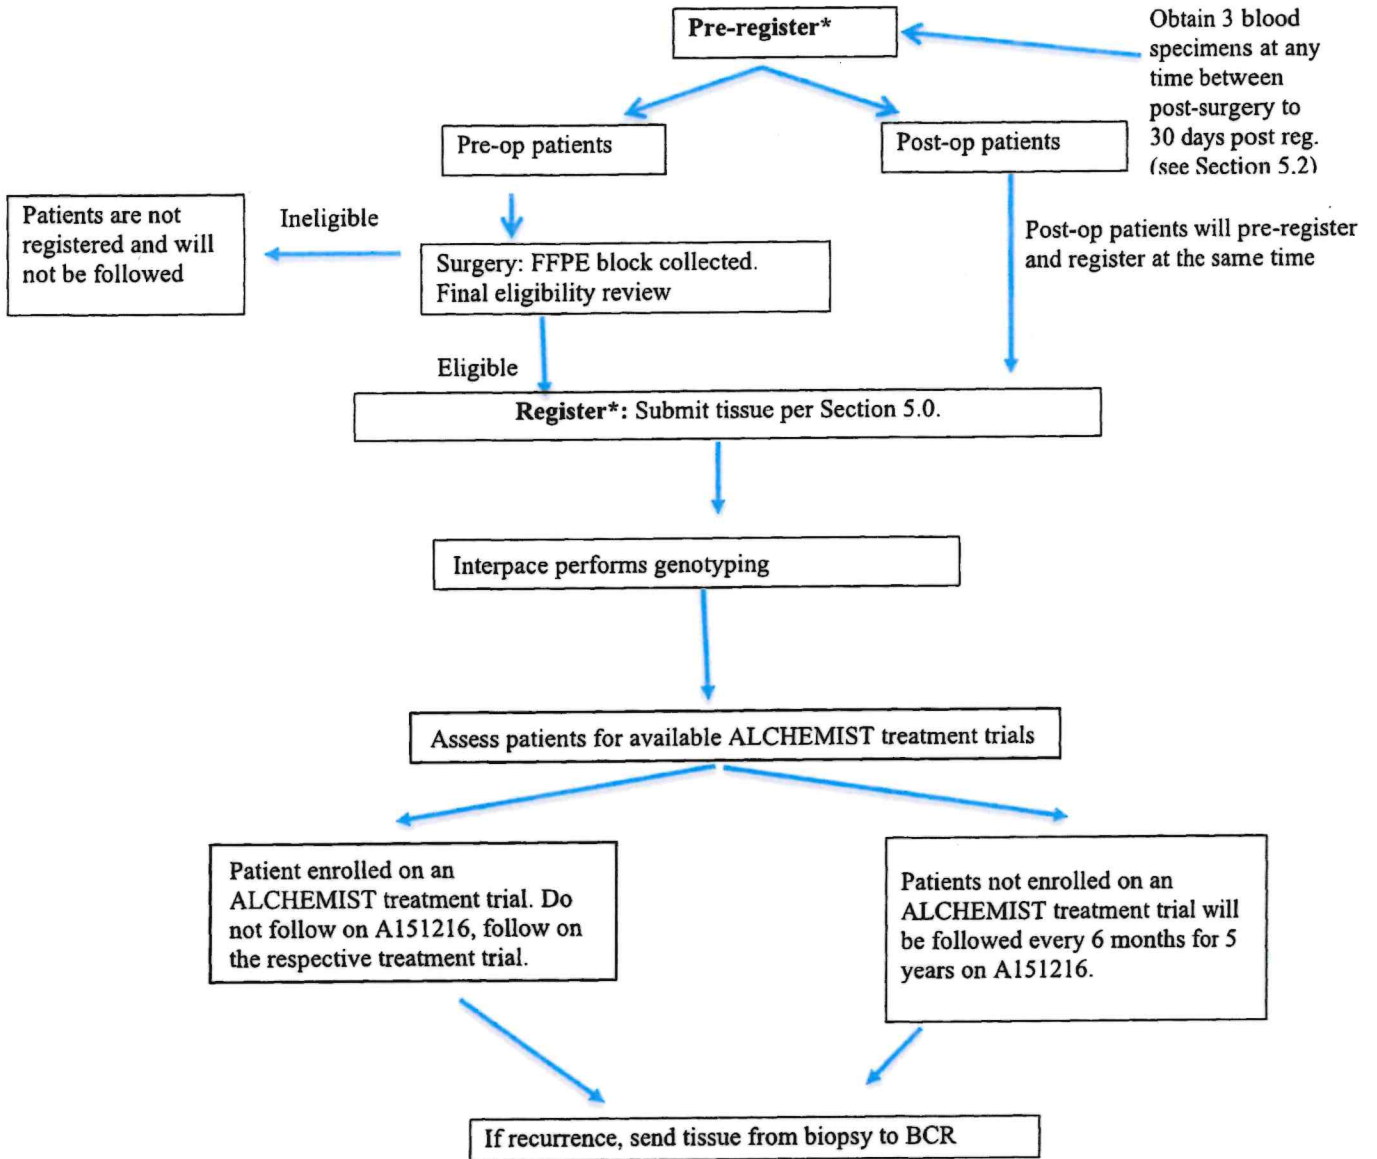 Pre-register*
Obtain 3 blood
specimens at any
time between
post-surgery to
30 days post reg.
(see Section 5.2)
Pre-op patients
Post-op patients
Patients are not
registered and will
not be followed
Ineligible
Surgery: FFPE block collected.
Final eligibility review
Post-op patients will pre-register
and register at the same time
Eligible
Register*: Submit tissue per Section 5.0.
Interpace performs genotyping
Assess patients for available ALCHEMIST treatment trials
Patient enrolled on an
ALCHEMIST treatment trial. Do
not follow on A151216, follow on
the respective treatment trial.
Patients not enrolled on an
ALCHEMIST treatment trial will
be followed every 6 months for 5
years on A151216.
If recurrence, send tissue from biopsy to BCR